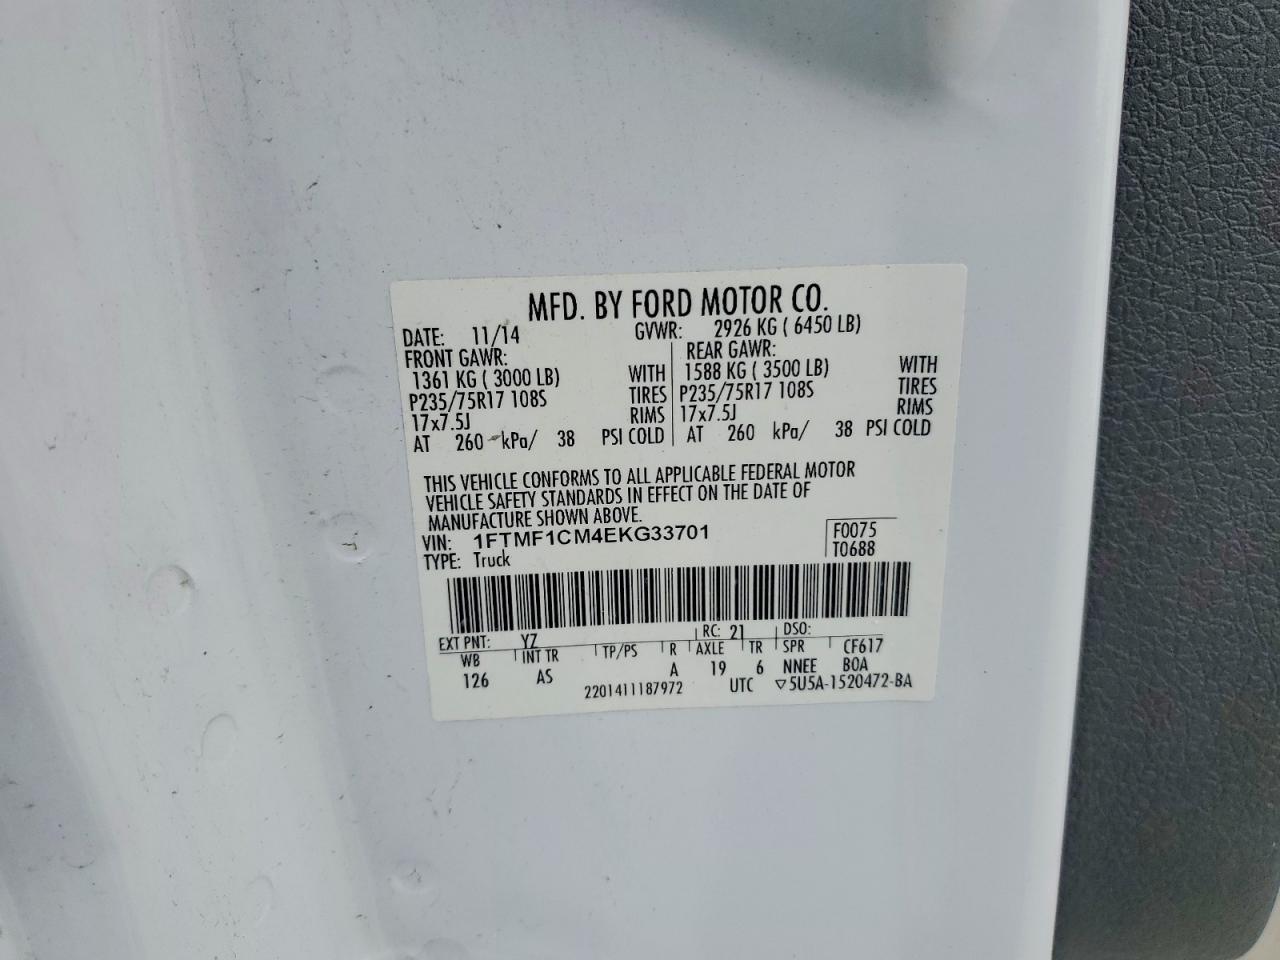 MFD. BY FORD MOTOR CO.
DATE: 11/14 GVWR: 2926 KG ( 6450 LB)
FRONT GAWR: REAR GAWR:
1361 KG ( 3000 LB) WITH 1588 KG ( 3500 LB) WITH
P235/75R17 108S TIRES P235/75R17 108S TIRES
17x7.5J RIMS 17x7.5J RIMS
AT 260 kPa/ 38 PSI COLD AT 260 kPa/ 38 PSI COLD
THIS VEHICLE CONFORMS TO ALL APPLICABLE FEDERAL MOTOR
VEHICLE SAFETY STANDARDS IN EFFECT ON THE DATE OF
MANUFACTURE SHOWN ABOVE.
VIN: 1FTMF1CM4EKG33701 F0075
TYPE: Truck T0688
EXT PNT: YZ RC: 21 DSO:
WB INT TR TP/PS R AXLE TR SPR CF617
126 AS A 19 6 NNEE BOA
2201411187972 UTC ▽5U5A-1520472-BA